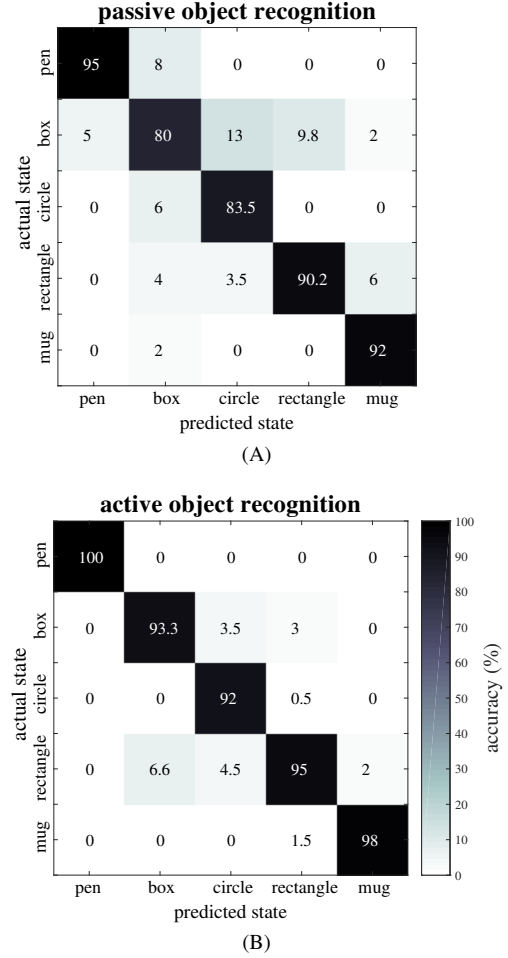 passive object recognition
pen 95 8 0 0 0
box 5 80 13 9.8 2
circle 0 6 83.5 0 0
rectangle 0 4 3.5 90.2 6
mug 0 2 0 0 92
actual state
pen box circle rectangle mug
predicted state
(A)
active object recognition
pen 100 0 0 0 0
box 0 93.3 3.5 3 0
circle 0 0 92 0.5 0
rectangle 0 6.6 4.5 95 2
mug 0 0 0 1.5 98
actual state
pen box circle rectangle mug
predicted state
100
90
80
70
60
50
40
30
20
10
0
accuracy (%)
(B)